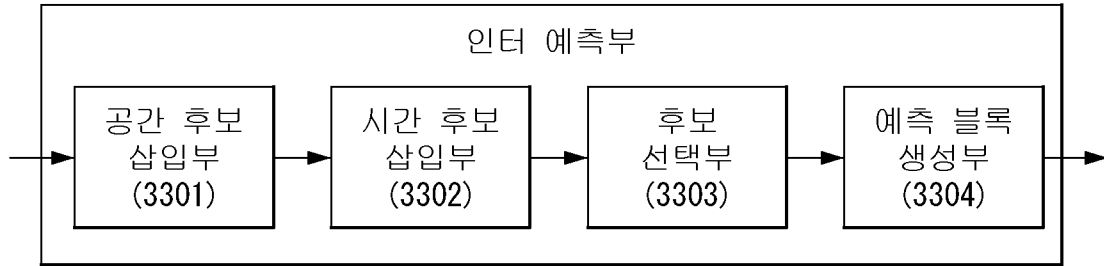 인터 예측부
공간 후보
삽입부
(3301)
시간 후보
삽입부
(3302)
후보
선택부
(3303)
예측 블록
생성부
(3304)